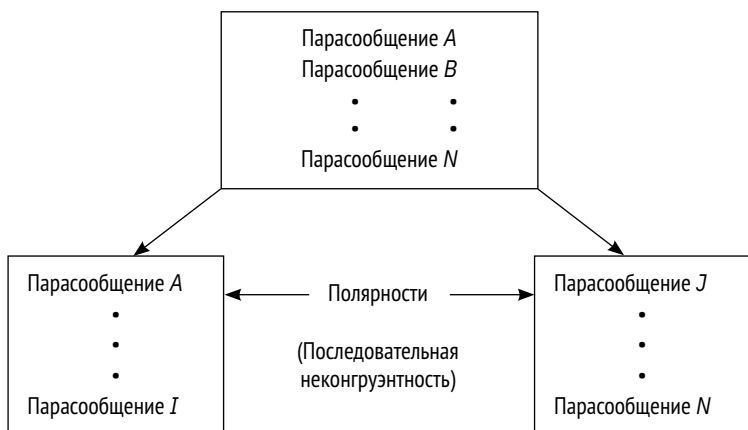 Парасообщение A
Парасообщение B
Парасообщение N
Парасообщение A
Полярности
Парасообщение J
(Последовательная
неконгруэнтность)
Парасообщение I
Парасообщение N